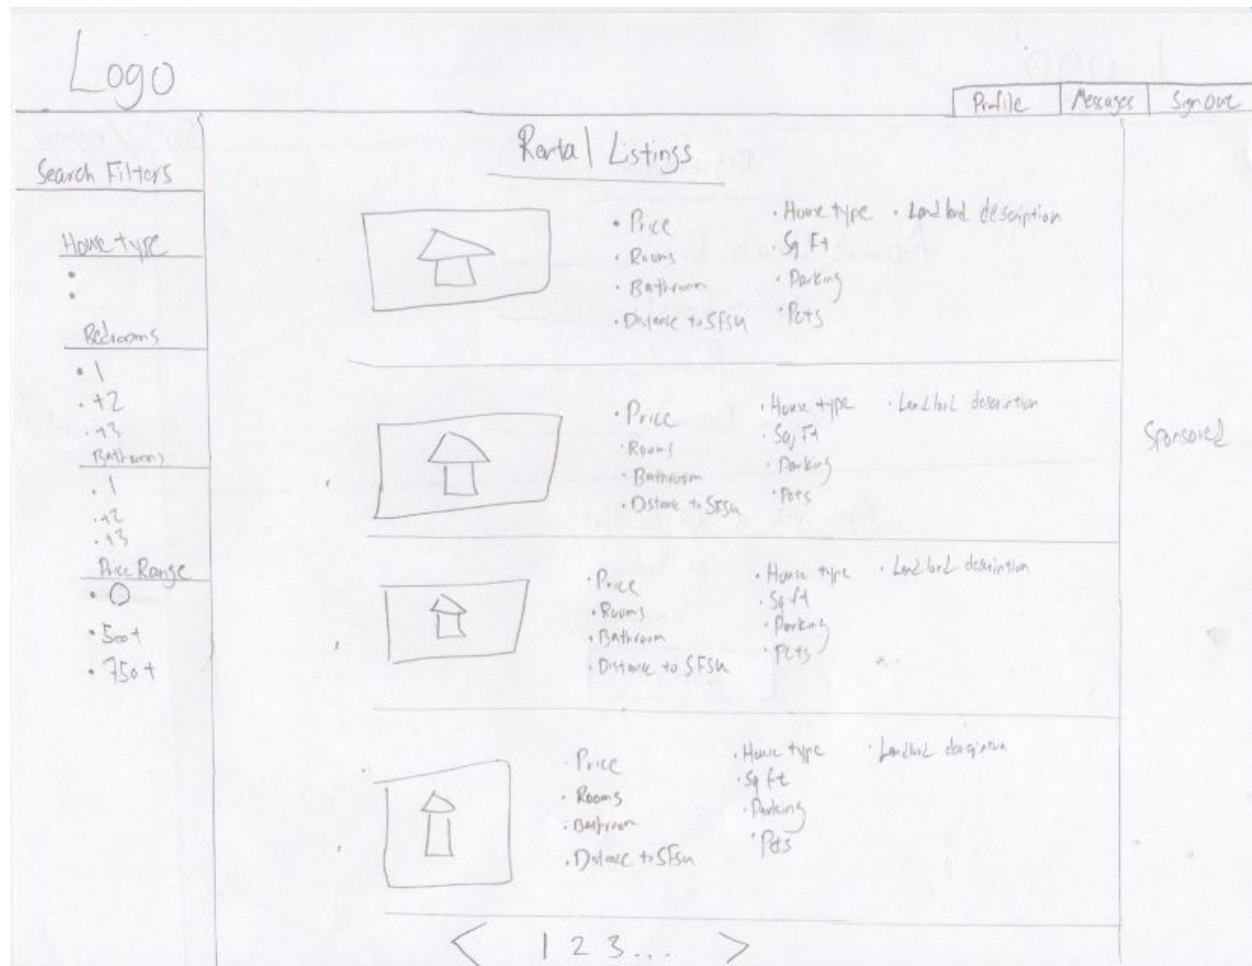 Logo
Profile Messages Sign Out
Rental Listings
Search Filters
House type
Bedrooms
• 1
• +2
• +3
Bathrooms
• 1
• +2
• +3
Price Range
• 0
• 500+
• 750+
• Price
• Rooms
• Bathroom
• Distance to SFSU
• House type
• Sq Ft
• Parking
• Pets
• Landlord description
• Price
• Rooms
• Bathroom
• Distance to SFSU
• House type
• Sq Ft
• Parking
• Pets
• Landlord description
• Price
• Rooms
• Bathroom
• Distance to SFSU
• House type
• Sq ft
• Parking
• Pets
• Landlord description
• Price
• Rooms
• Bathroom
• Distance to SFSU
• House type
• Sq ft
• Parking
• Pets
• Landlord description
Sponsored
< 1 2 3... >